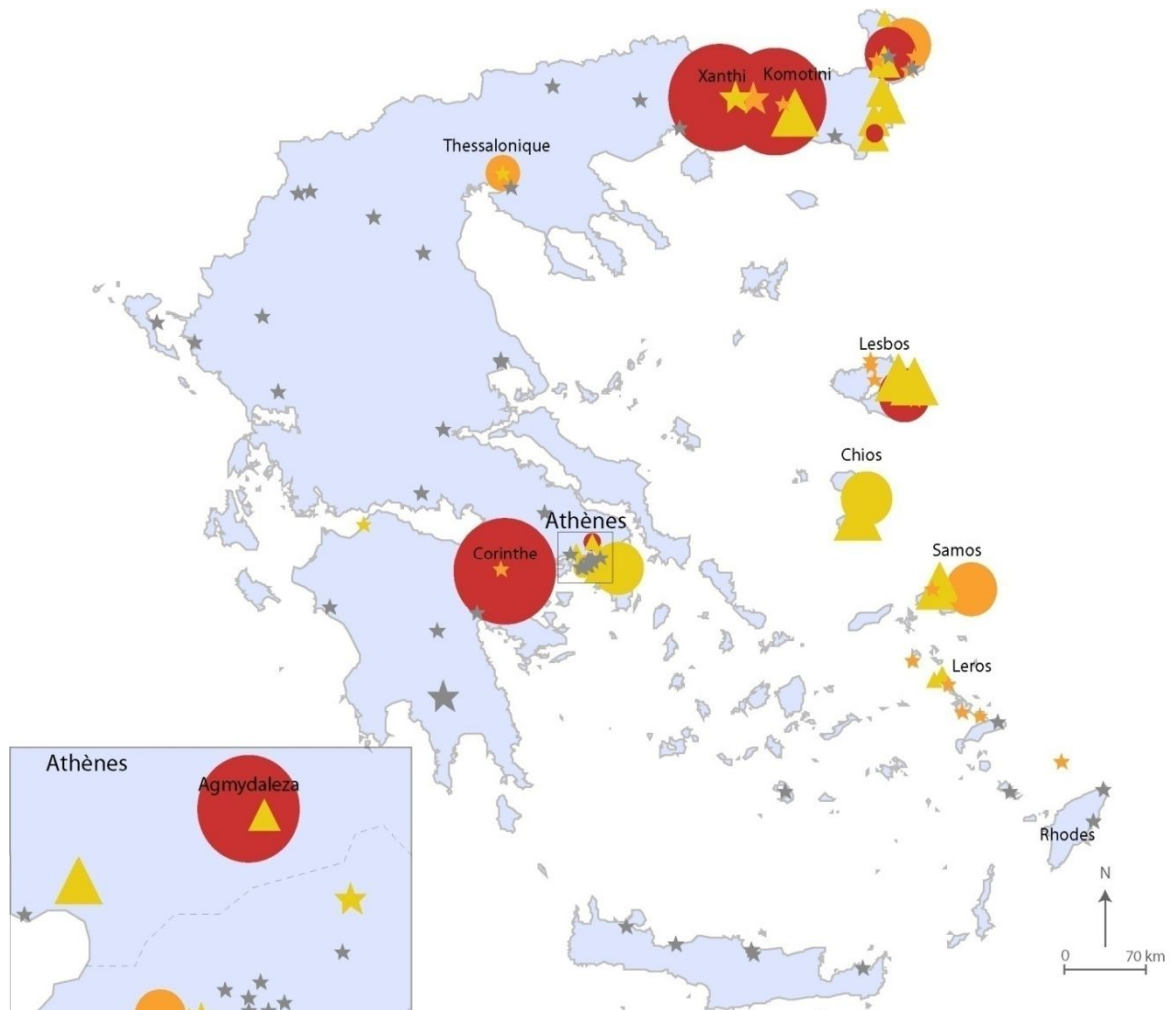 Xanthi
Komotini
Thessalonique
Lesbos
Chios
Athènes
Corinthe
Samos
Leros
Athènes
Agmydaleza
Rhodes
N
0 70 km